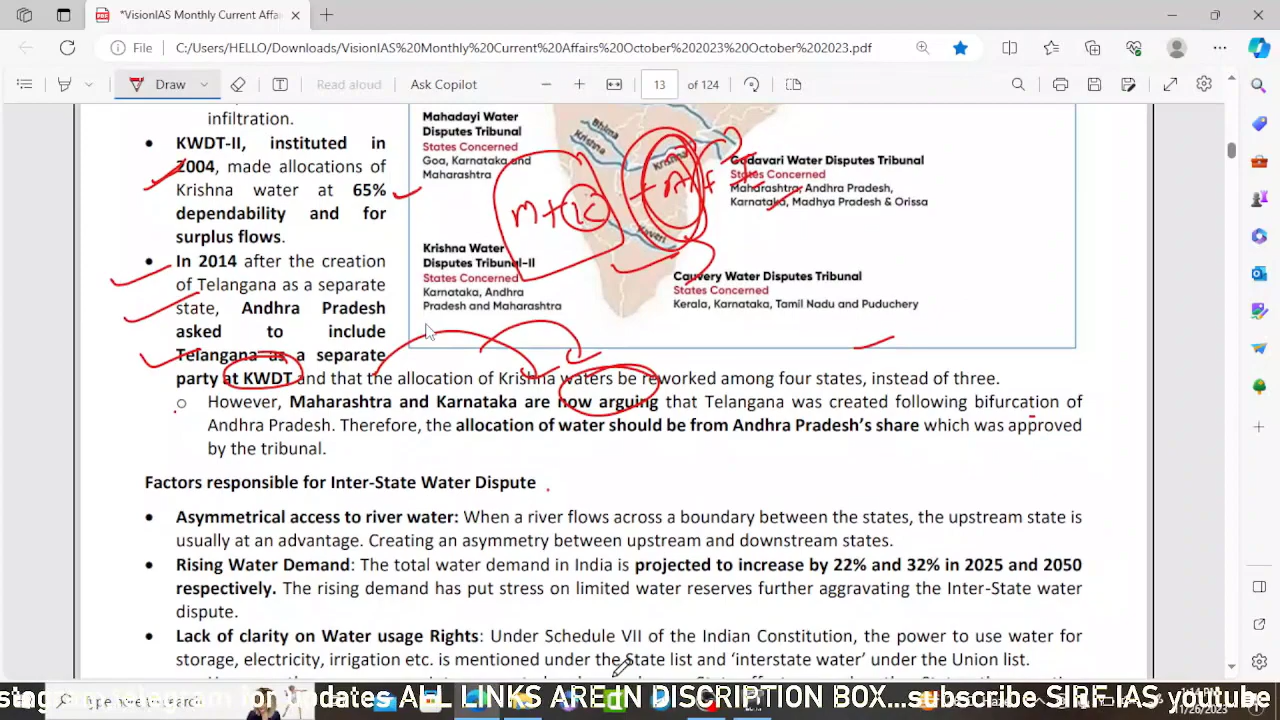 *VisionIAS Monthly Current Affai
File
C:/Users/HELLO/Downloads/VisionIAS%20Monthly%20Current%20Affairs%20October%202023%20October%202023.pdf
Draw
Read aloud
Ask Copilot
13
of 124
infiltration.
• KWDT-II, instituted in
2004, made allocations of
Krishna water at 65%
dependability and for
surplus flows.
• In 2014 after the creation
of Telangana as a separate
state, Andhra Pradesh
asked to include
Telangana as a separate
party at KWDT and that the allocation of Krishna waters be reworked among four states, instead of three.
Mahadayi Water
Disputes Tribunal
States Concerned
Goa, Karnataka and
Maharashtra
Bhima
Krishna
Krishna
Godavari Water Disputes Tribunal
States Concerned
Maharashtra, Andhra Pradesh,
Karnataka, Madhya Pradesh & Orissa
m+K
Kaveri
Krishna Water
Disputes Tribunal-II
States Concerned
Karnataka, Andhra
Pradesh and Maharashtra
Cauvery Water Disputes Tribunal
States Concerned
Kerala, Karnataka, Tamil Nadu and Puduchery
o However, Maharashtra and Karnataka are now arguing that Telangana was created following bifurcation of
Andhra Pradesh. Therefore, the allocation of water should be from Andhra Pradesh's share which was approved
by the tribunal.
Factors responsible for Inter-State Water Dispute
• Asymmetrical access to river water: When a river flows across a boundary between the states, the upstream state is
usually at an advantage. Creating an asymmetry between upstream and downstream states.
• Rising Water Demand: The total water demand in India is projected to increase by 22% and 32% in 2025 and 2050
respectively. The rising demand has put stress on limited water reserves further aggravating the Inter-State water
dispute.
• Lack of clarity on Water usage Rights: Under Schedule VII of the Indian Constitution, the power to use water for
storage, electricity, irrigation etc. is mentioned under the State list and 'interstate water' under the Union list.
stagram telegram for updates ALL LINKS ARE IN DISCRIPTION BOX...subscribe SIRF IAS youtube
11/26/2023